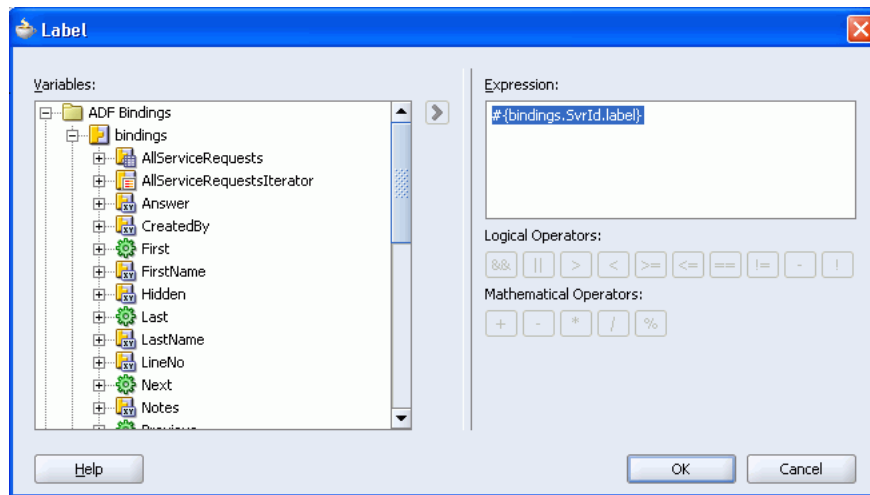 Label
Variables:
ADF Bindings
bindings
AllServiceRequests
AllServiceRequestsIterator
Answer
CreatedBy
First
FirstName
Hidden
Last
LastName
LineNo
Next
Notes
Previous
Expression:
#{bindings.SvrId.label}
Logical Operators:
&& || > < >= <= == != - !
Mathematical Operators:
+ - * / %
Help
OK Cancel